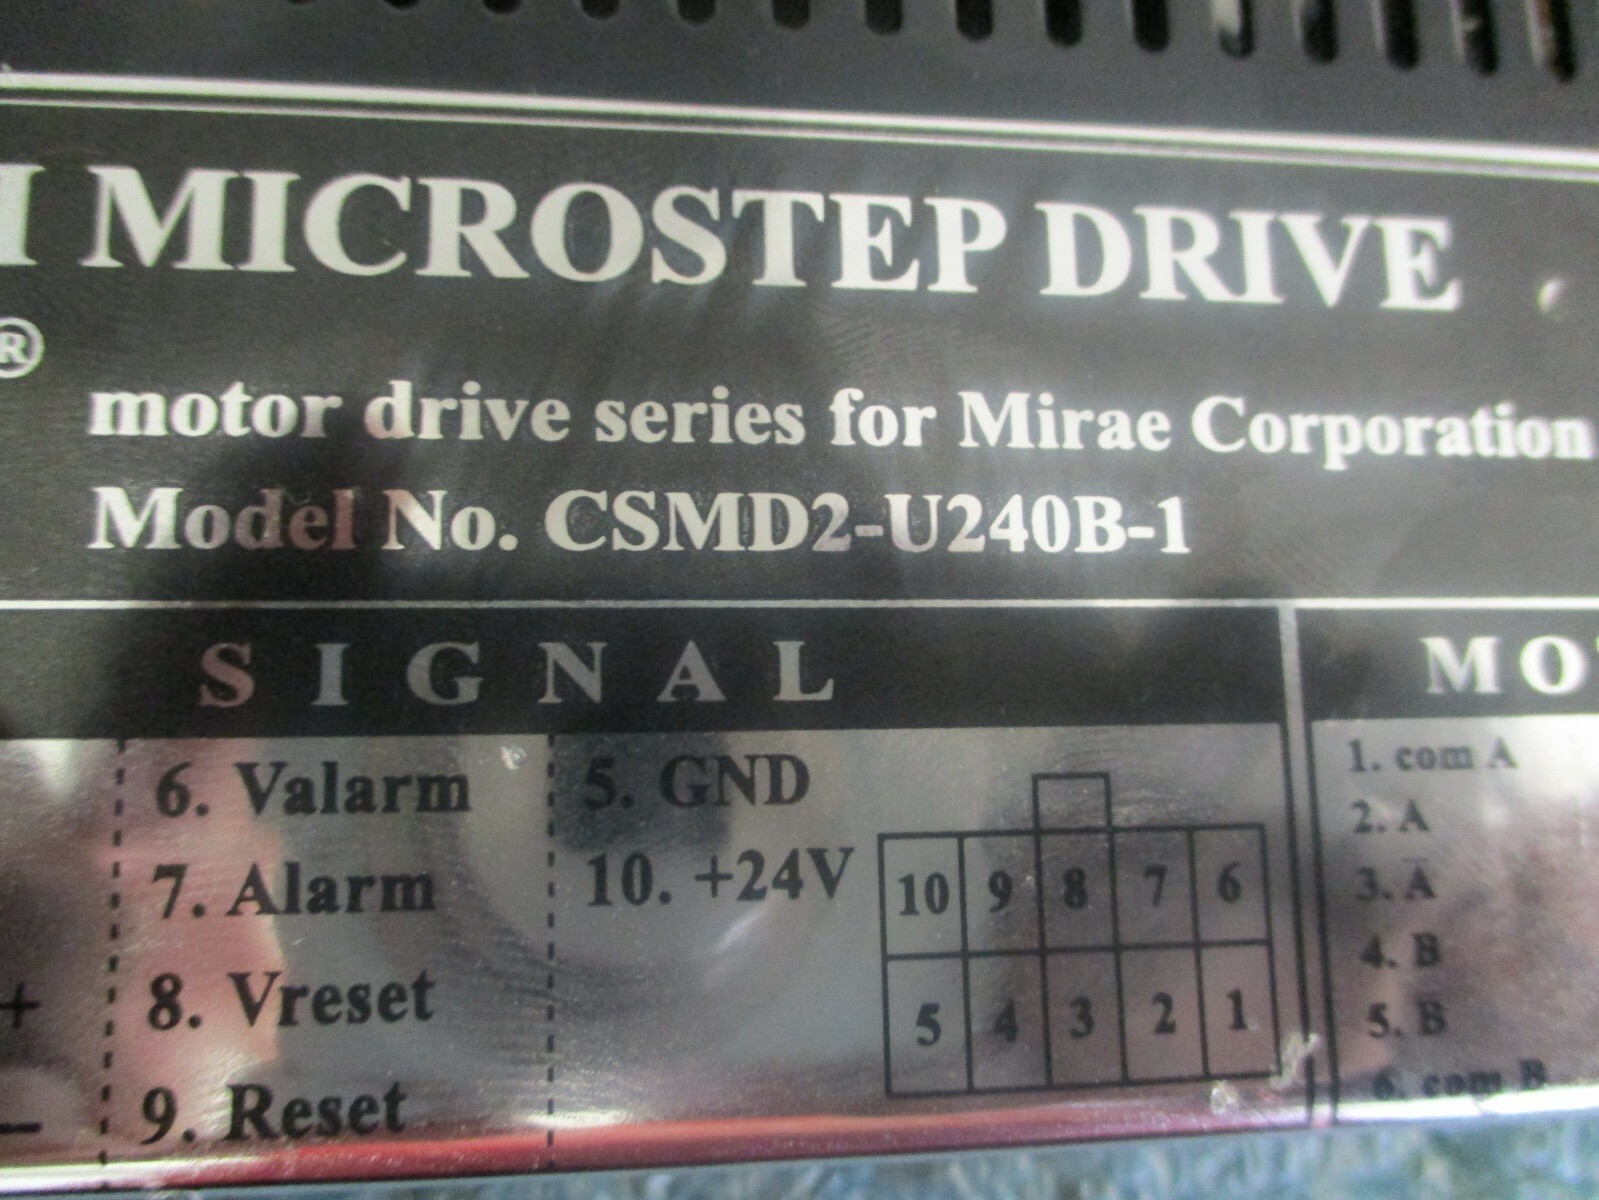 I MICROSTEP DRIVE
®
motor drive series for Mirae Corporation
Model No. CSMD2-U240B-1
SIGNAL
6. Valarm
7. Alarm
8. Vreset
9. Reset
+
−
5. GND
10. +24V
10 9 8 7 6
5 4 3 2 1
MO
1. com A
2. A
3. A̅
4. B
5. B̅
6. com B